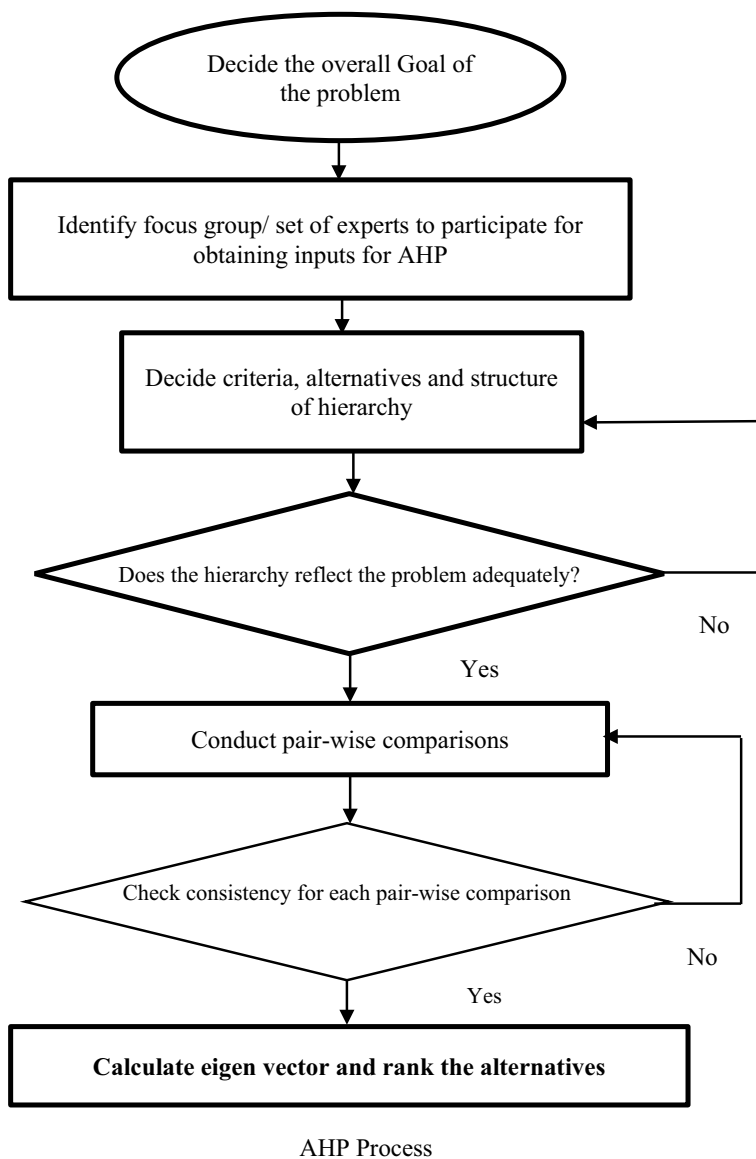 Decide the overall Goal of
the problem
Identify focus group/ set of experts to participate for
obtaining inputs for AHP
Decide criteria, alternatives and structure
of hierarchy
Does the hierarchy reflect the problem adequately?
No
Yes
Conduct pair-wise comparisons
Check consistency for each pair-wise comparison
No
Yes
Calculate eigen vector and rank the alternatives
AHP Process